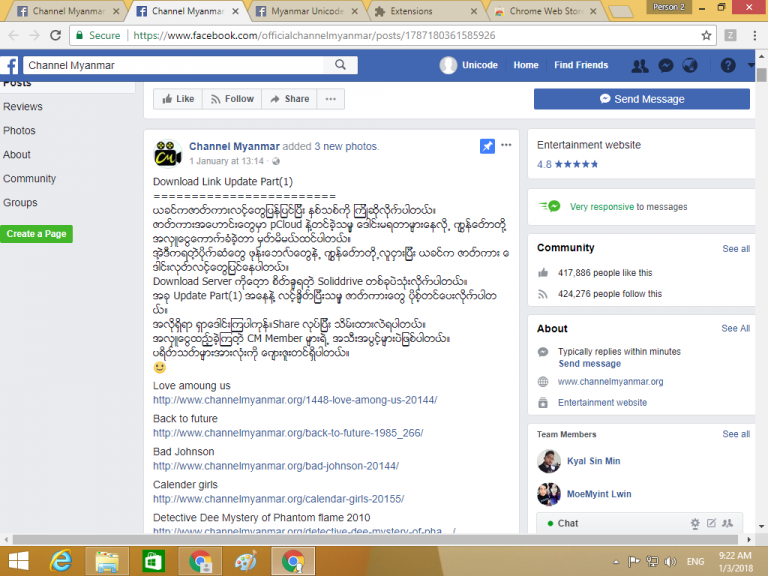 Channel Myanmar
Channel Myanmar
Myanmar Unicode
Extensions
Chrome Web Stor
Person 2
Secure
https://www.facebook.com/officialchannelmyanmar/posts/1787180361585926
Channel Myanmar
Unicode
Home
Find Friends
Posts
Reviews
Photos
About
Community
Groups
Create a Page
Like
Follow
Share
Send Message
Channel Myanmar added 3 new photos.
1 January at 13:14
Download Link Update Part(1)
========================
ယခင်ကဇာတ်ကားလင့်တွေပြန်ပြင်ပြီး နှစ်သစ်ကို ကြိုဆိုလိုက်ပါတယ်။
ဇာတ်ကားအဟောင်းတွေမှာ pCloud နဲ့တင်ခဲ့သမျှ ဒေါင်းမရတာများနေလို့ ကျွန်တော်တို့
အလှူငွေကောက်ခံခဲ့တာ မှတ်မိမယ်ထင်ပါတယ်။
အဲ့ဒီကရတဲ့ပိုက်ဆံတွေ ဖုန်းဘေလ်တွေနဲ့ ကျွန်တော်တို့လူငှားပြီး ယခင်က ဇာတ်ကား ဒေ
ါင်းလုတ်လင့်တွေပြင်နေပါတယ်။
Download Server ကိုတော့ စိတ်ချရတဲ့ Soliddrive တစ်ခုပဲသုံးလိုက်ပါတယ်။
အခု Update Part(1) အနေနဲ့ လင့်ချိတ်ပြီးသမျှ ဇာတ်ကားတွေ ပို့စ်တင်ပေးလိုက်ပါတ
ယ်။
အလိုရှိရာ ရှာဒေါင်းကြပါကုန်။Share လုပ်ပြီး သိမ်းထားလဲရပါတယ်။
အလှူငွေထည့်ခဲ့ကြတဲ့ CM Member များရဲ့ အသီးအပွင့်များပဲဖြစ်ပါတယ်။
ပရိတ်သတ်များအားလုံးကို ကျေးဇူးတင်ရှိပါတယ်။
Love amoung us
http://www.channelmyanmar.org/1448-love-among-us-20144/
Back to future
http://www.channelmyanmar.org/back-to-future-1985_266/
Bad Johnson
http://www.channelmyanmar.org/bad-johnson-20144/
Calender girls
http://www.channelmyanmar.org/calendar-girls-20155/
Detective Dee Mystery of Phantom flame 2010
http://www.channelmyanmar.org/detective-dee-mystery-of-pha.../
Entertainment website
4.8 ★★★★★
Very responsive to messages
Community
See all
417,886 people like this
424,276 people follow this
About
See All
Typically replies within minutes
Send message
www.channelmyanmar.org
Entertainment website
Team Members
See all
Kyal Sin Min
MoeMyint Lwin
Chat
ENG
9:22 AM
1/3/2018